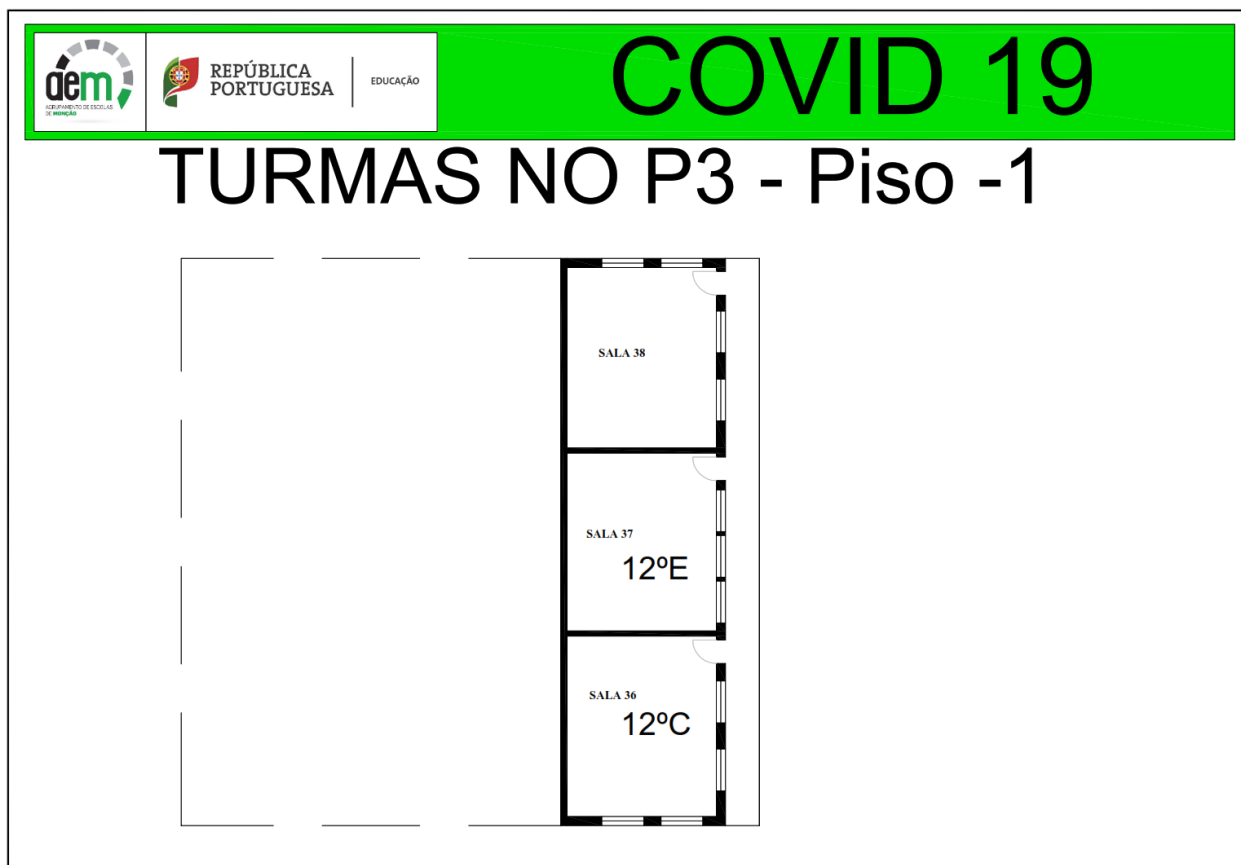 aem
AGRUPAMENTO DE ESCOLAS
DE MONÇÃO
REPÚBLICA
PORTUGUESA
EDUCAÇÃO
COVID 19
TURMAS NO P3 - Piso -1
SALA 38
SALA 37
12ºE
SALA 36
12ºC